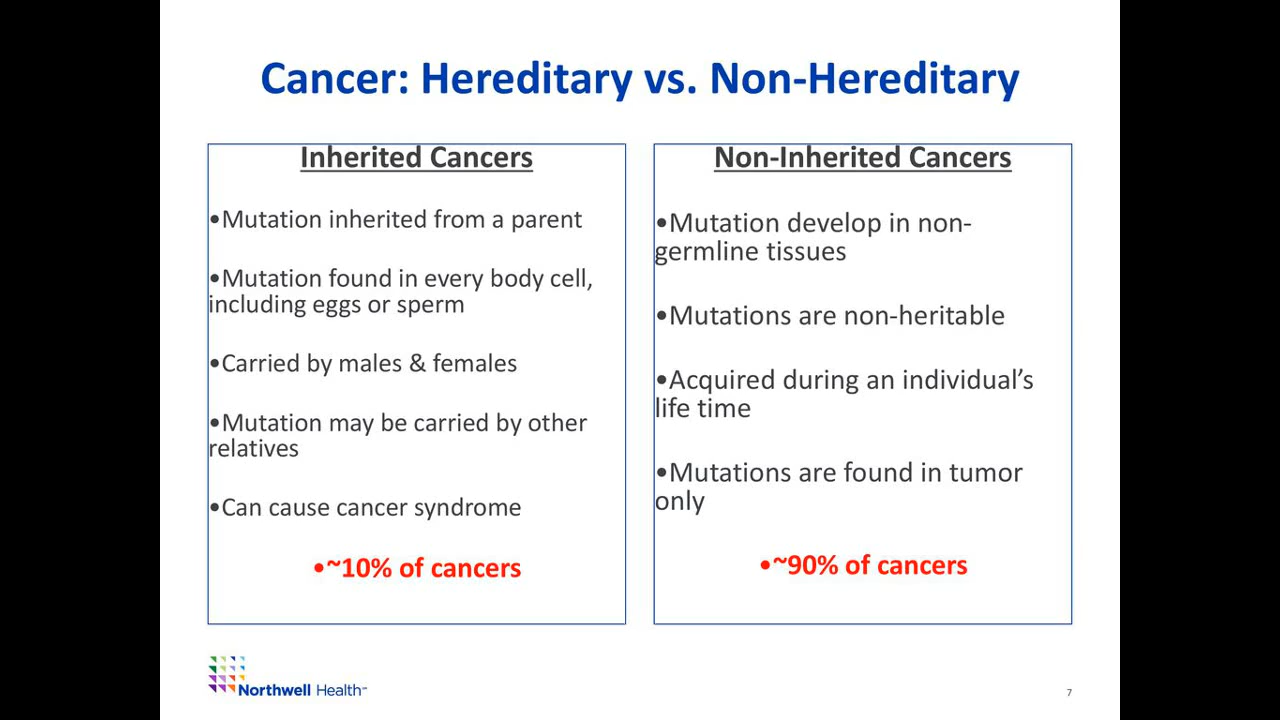 Cancer: Hereditary vs. Non-Hereditary
Inherited Cancers
•Mutation inherited from a parent
•Mutation found in every body cell,
including eggs or sperm
•Carried by males & females
•Mutation may be carried by other
relatives
•Can cause cancer syndrome
•~10% of cancers
Non-Inherited Cancers
•Mutation develop in non-
germline tissues
•Mutations are non-heritable
•Acquired during an individual’s
life time
•Mutations are found in tumor
only
•~90% of cancers
Northwell Health
7